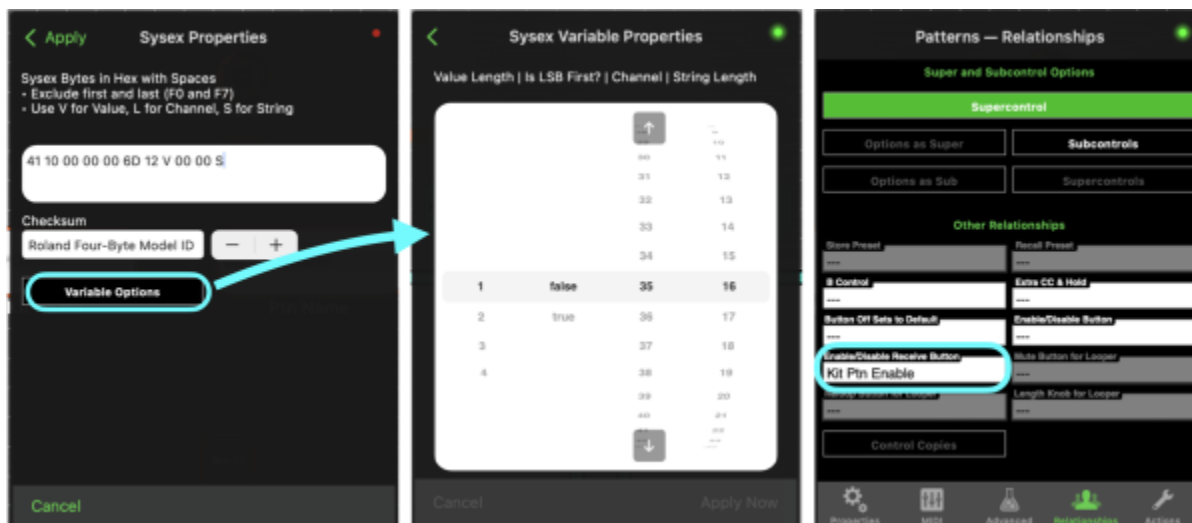 Apply
Sysex Properties
Sysex Bytes in Hex with Spaces
- Exclude first and last (F0 and F7)
- Use V for Value, L for Channel, S for String
41 10 00 00 00 6D 12 V 00 00 S
Checksum
Roland Four-Byte Model ID
− | +
Variable Options
Cancel
Sysex Variable Properties
Value Length | Is LSB First? | Channel | String Length
31 13
32 13
33 14
34 15
1 false 35 16
2 true 36 17
3 37 18
4 38 19
39 20
40 21
Cancel
Apply Now
Patterns — Relationships
Super and Subcontrol Options
Supercontrol
Options as Super
Subcontrols
Options as Sub
Supercontrols
Other Relationships
Store Preset
---
Recall Preset
---
B Control
---
Extra CC & Hold
---
Button Off Sets to Default
---
Enable/Disable Button
---
Enable/Disable Receive Button
Kit Ptn Enable
Mute Button for Looper
---
Button for Looper
---
Length Knob for Looper
---
Control Copies
Properties
MIDI
Advanced
Relationships
Actions